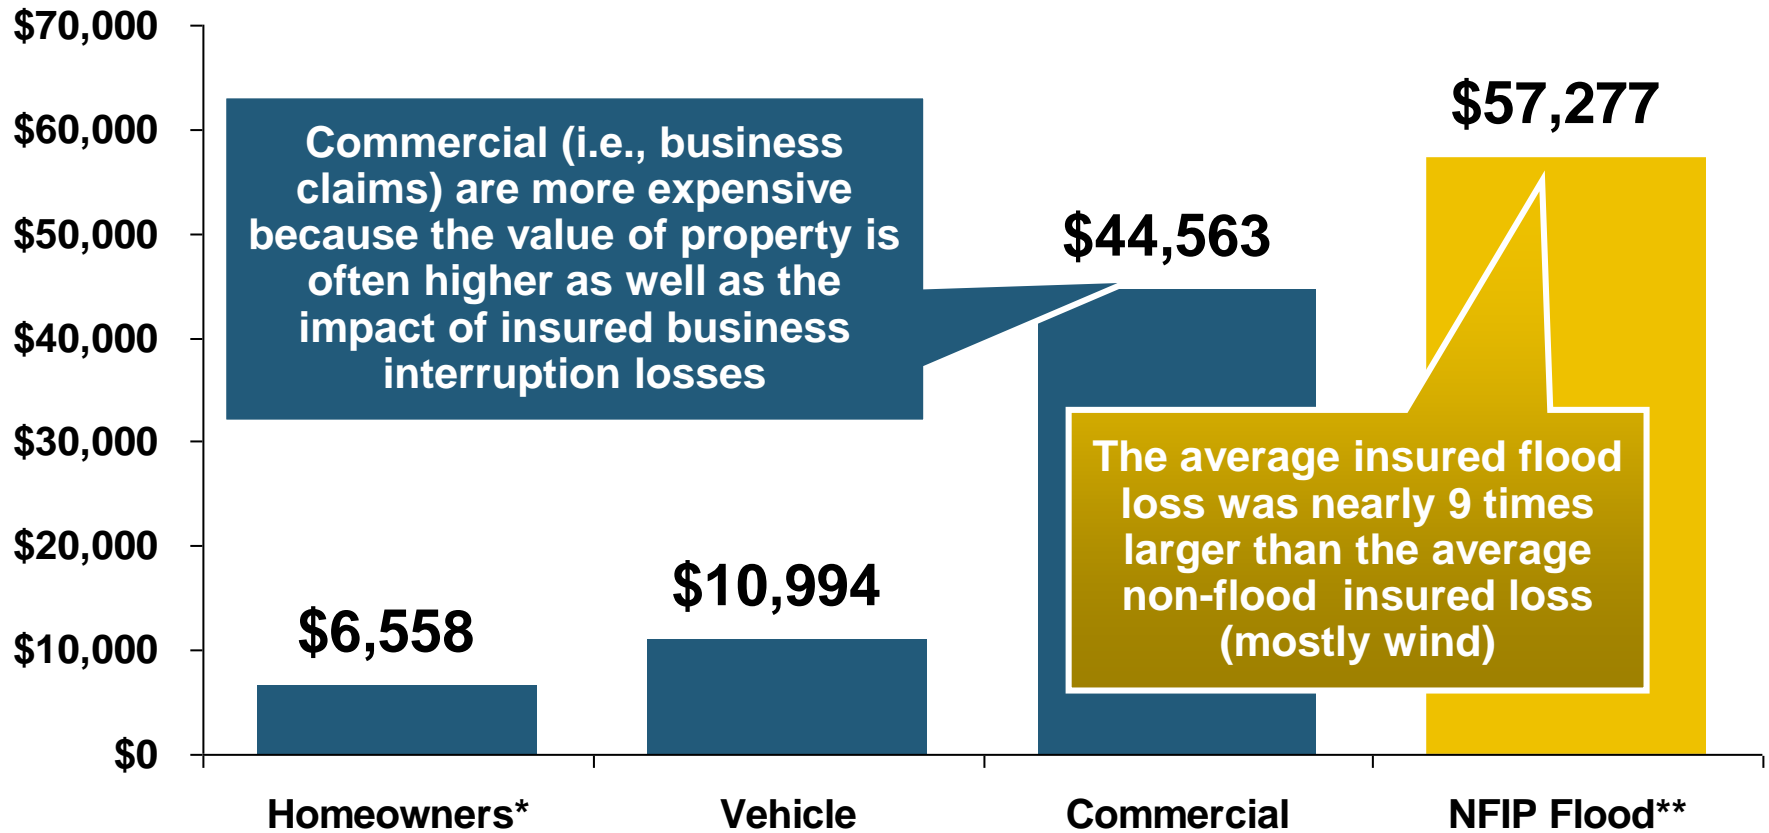 $70,000
$60,000
$50,000
$40,000
$30,000
$20,000
$10,000
$0
Commercial (i.e., business
claims) are more expensive
because the value of property is
often higher as well as the
impact of insured business
interruption losses
$6,558
$10,994
$44,563
$57,277
The average insured flood
loss was nearly 9 times
larger than the average
non-flood  insured loss
(mostly wind)
Homeowners*
Vehicle
Commercial
NFIP Flood**